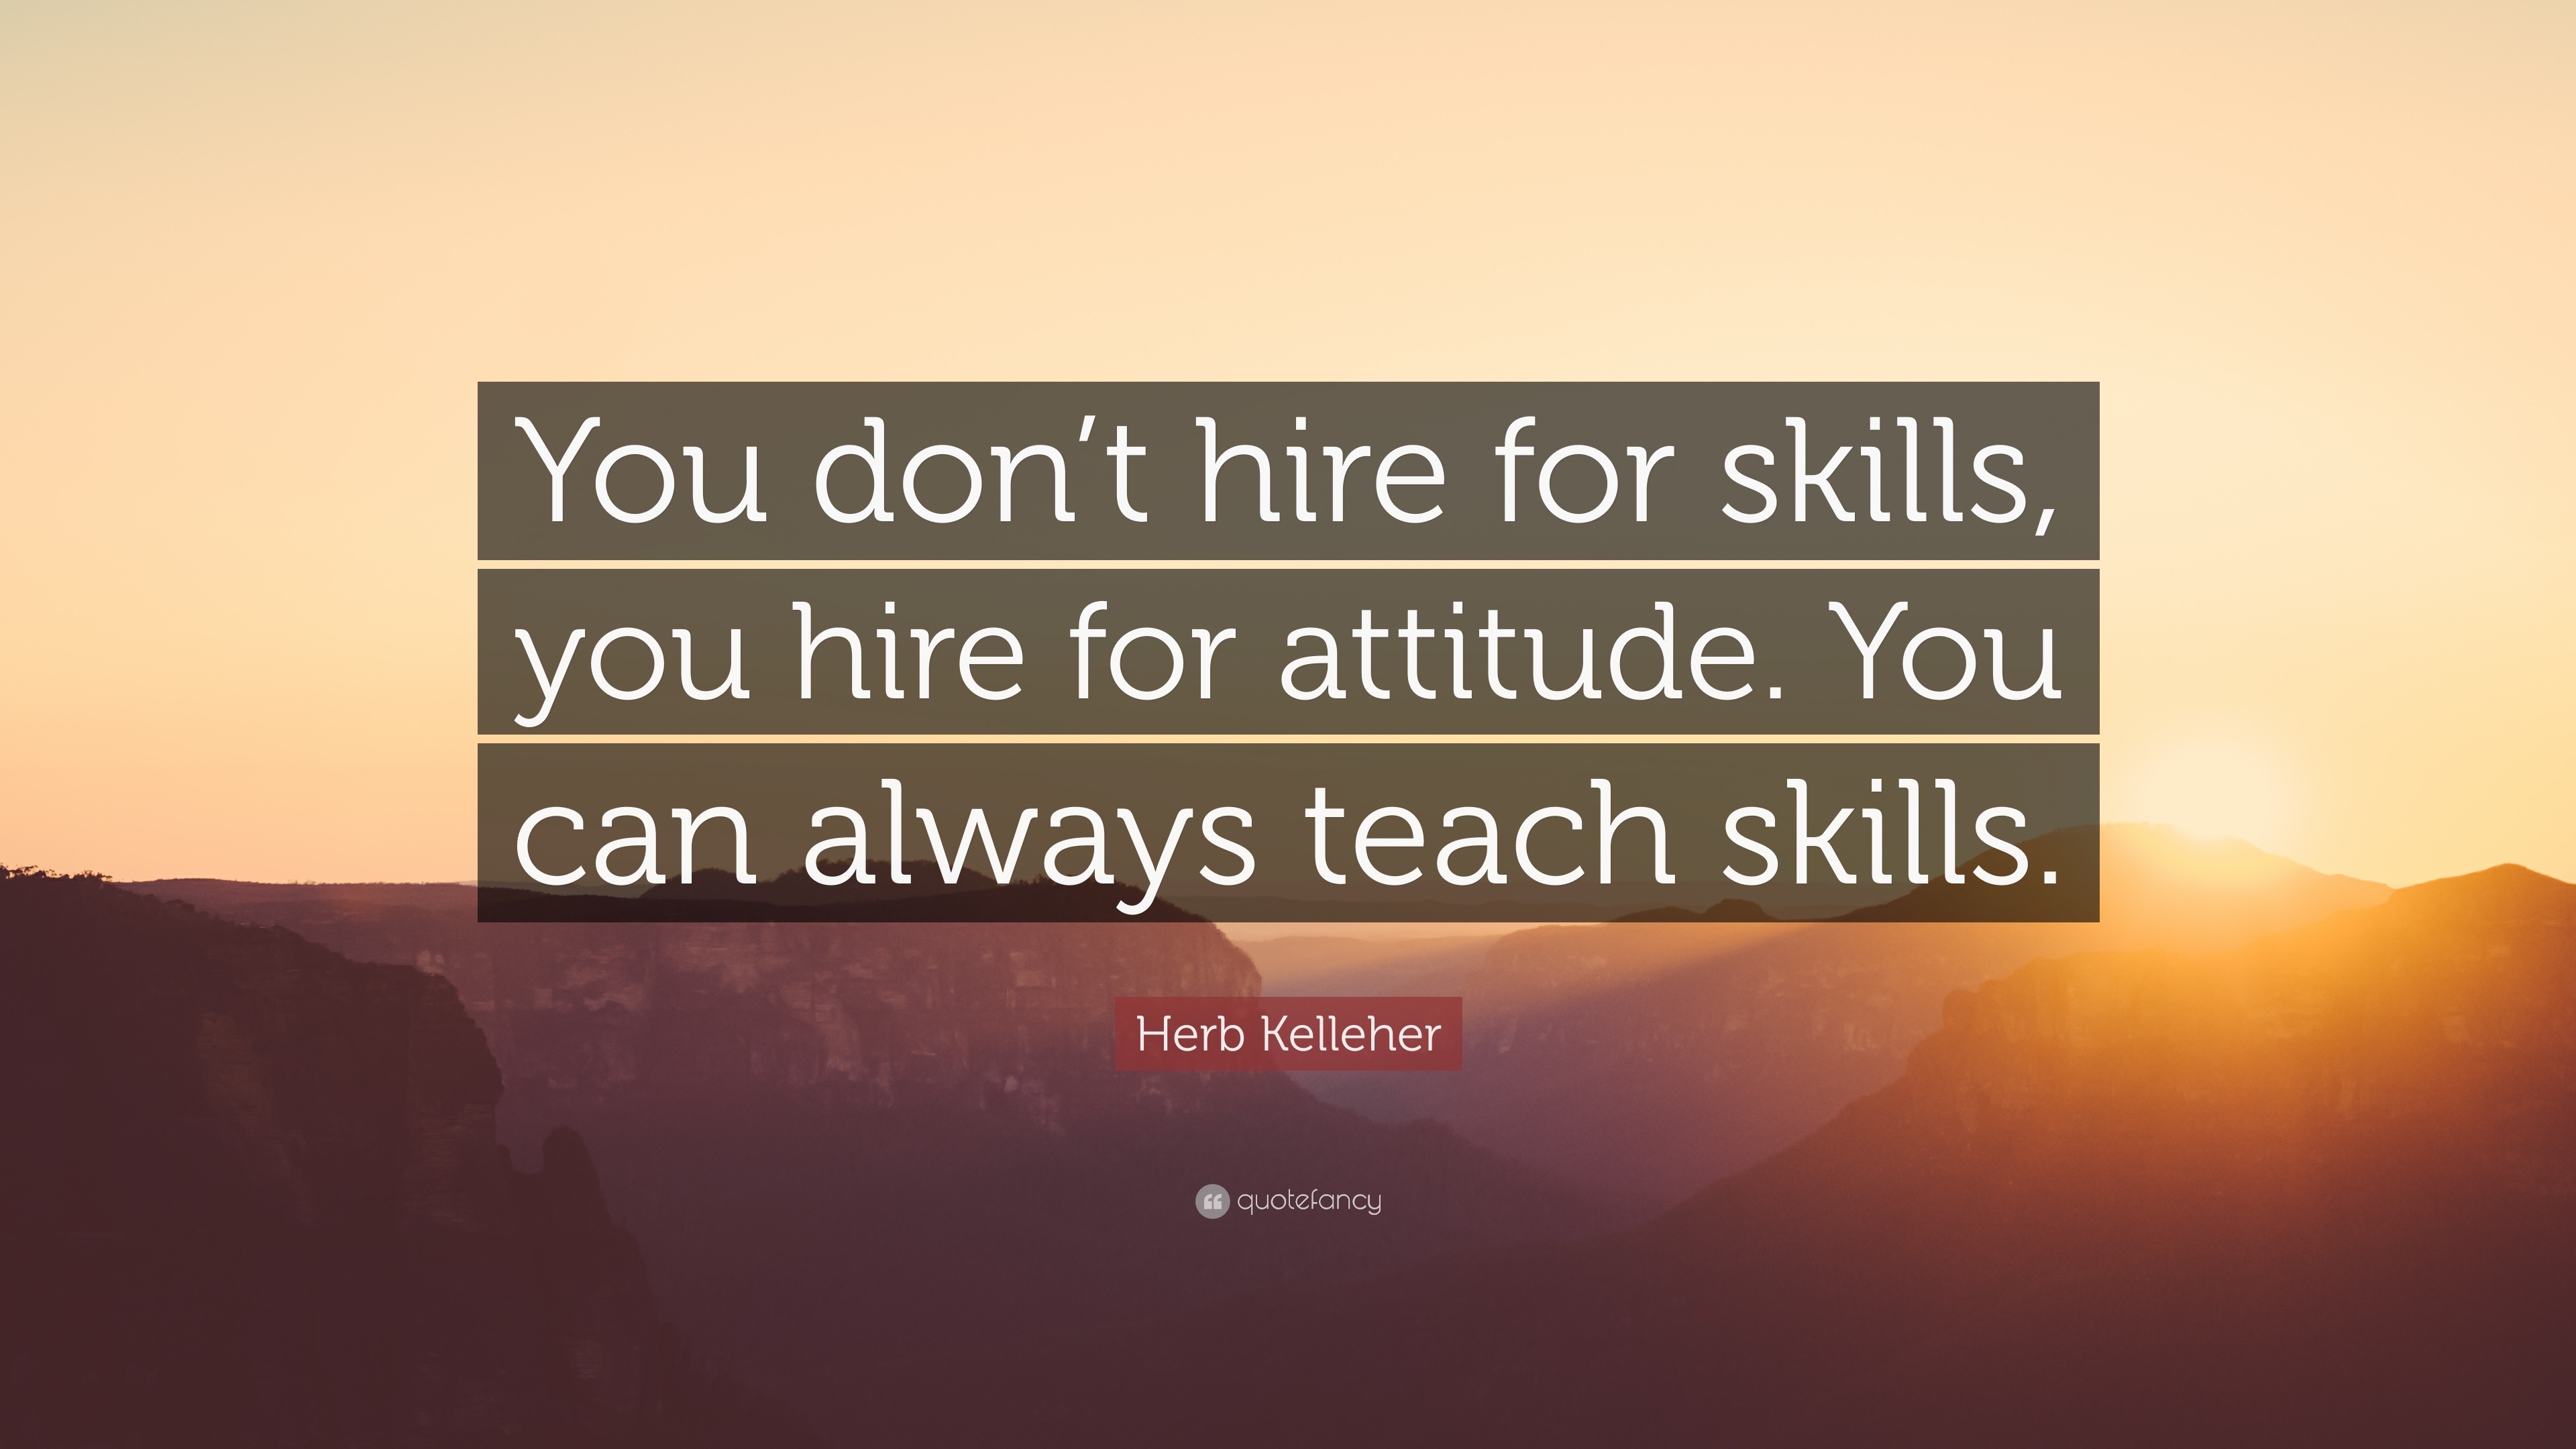 You don’t hire for skills,
you hire for attitude. You
can always teach skills.
Herb Kelleher
quotefancy